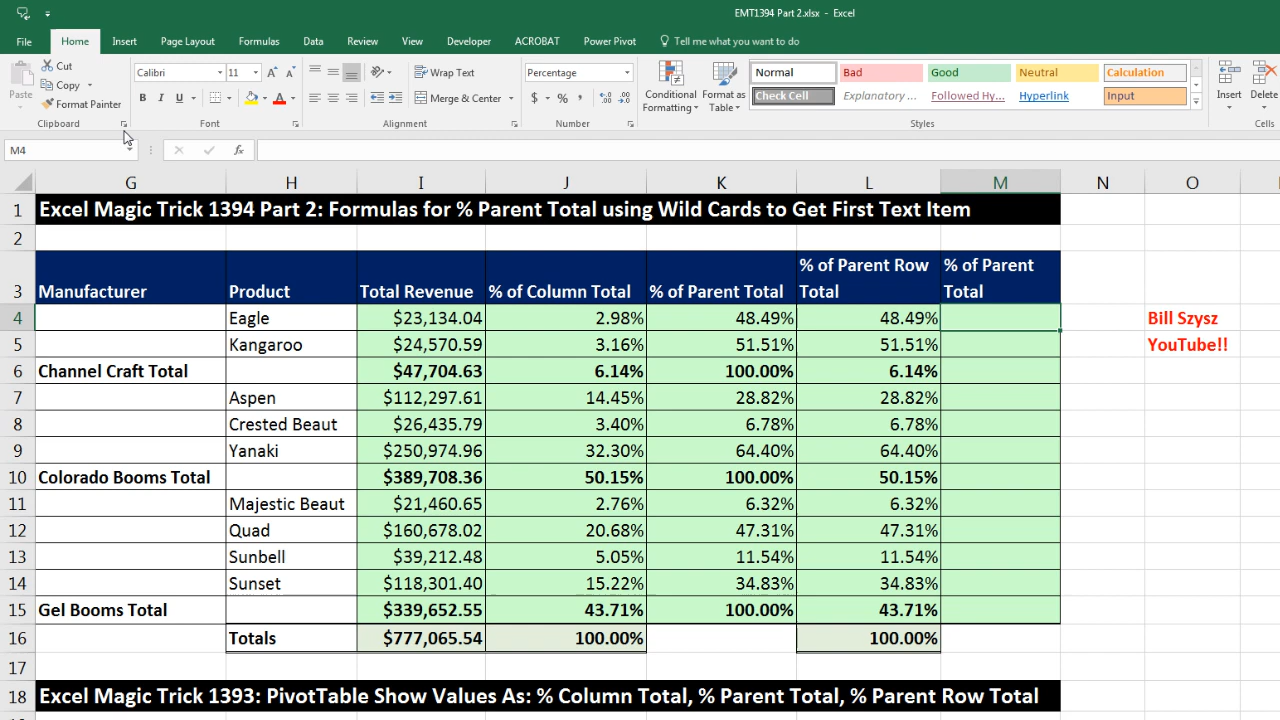 EMT1394 Part 2.xlsx - Excel
File Home Insert Page Layout Formulas Data Review View Developer ACROBAT Power Pivot Tell me what you want to do
Paste Cut Copy Format Painter Clipboard
Calibri 11 B I U A A A Font
Wrap Text Merge & Center Alignment
Percentage $ % , Number
Conditional Formatting Format as Table
Normal Bad Good Neutral Calculation
Check Cell Explanatory ... Followed Hy... Hyperlink Input
Styles
Insert Delete Cells
M4 fx
G H I J K L M N O
1 Excel Magic Trick 1394 Part 2: Formulas for % Parent Total using Wild Cards to Get First Text Item
2
3 Manufacturer Product Total Revenue % of Column Total % of Parent Total % of Parent Row Total % of Parent Total
4 Eagle $23,134.04 2.98% 48.49% 48.49% Bill Szysz
5 Kangaroo $24,570.59 3.16% 51.51% 51.51% YouTube!!
6 Channel Craft Total $47,704.63 6.14% 100.00% 6.14%
7 Aspen $112,297.61 14.45% 28.82% 28.82%
8 Crested Beaut $26,435.79 3.40% 6.78% 6.78%
9 Yanaki $250,974.96 32.30% 64.40% 64.40%
10 Colorado Booms Total $389,708.36 50.15% 100.00% 50.15%
11 Majestic Beaut $21,460.65 2.76% 6.32% 6.32%
12 Quad $160,678.02 20.68% 47.31% 47.31%
13 Sunbell $39,212.48 5.05% 11.54% 11.54%
14 Sunset $118,301.40 15.22% 34.83% 34.83%
15 Gel Booms Total $339,652.55 43.71% 100.00% 43.71%
16 Totals $777,065.54 100.00% 100.00%
17
18 Excel Magic Trick 1393: PivotTable Show Values As: % Column Total, % Parent Total, % Parent Row Total